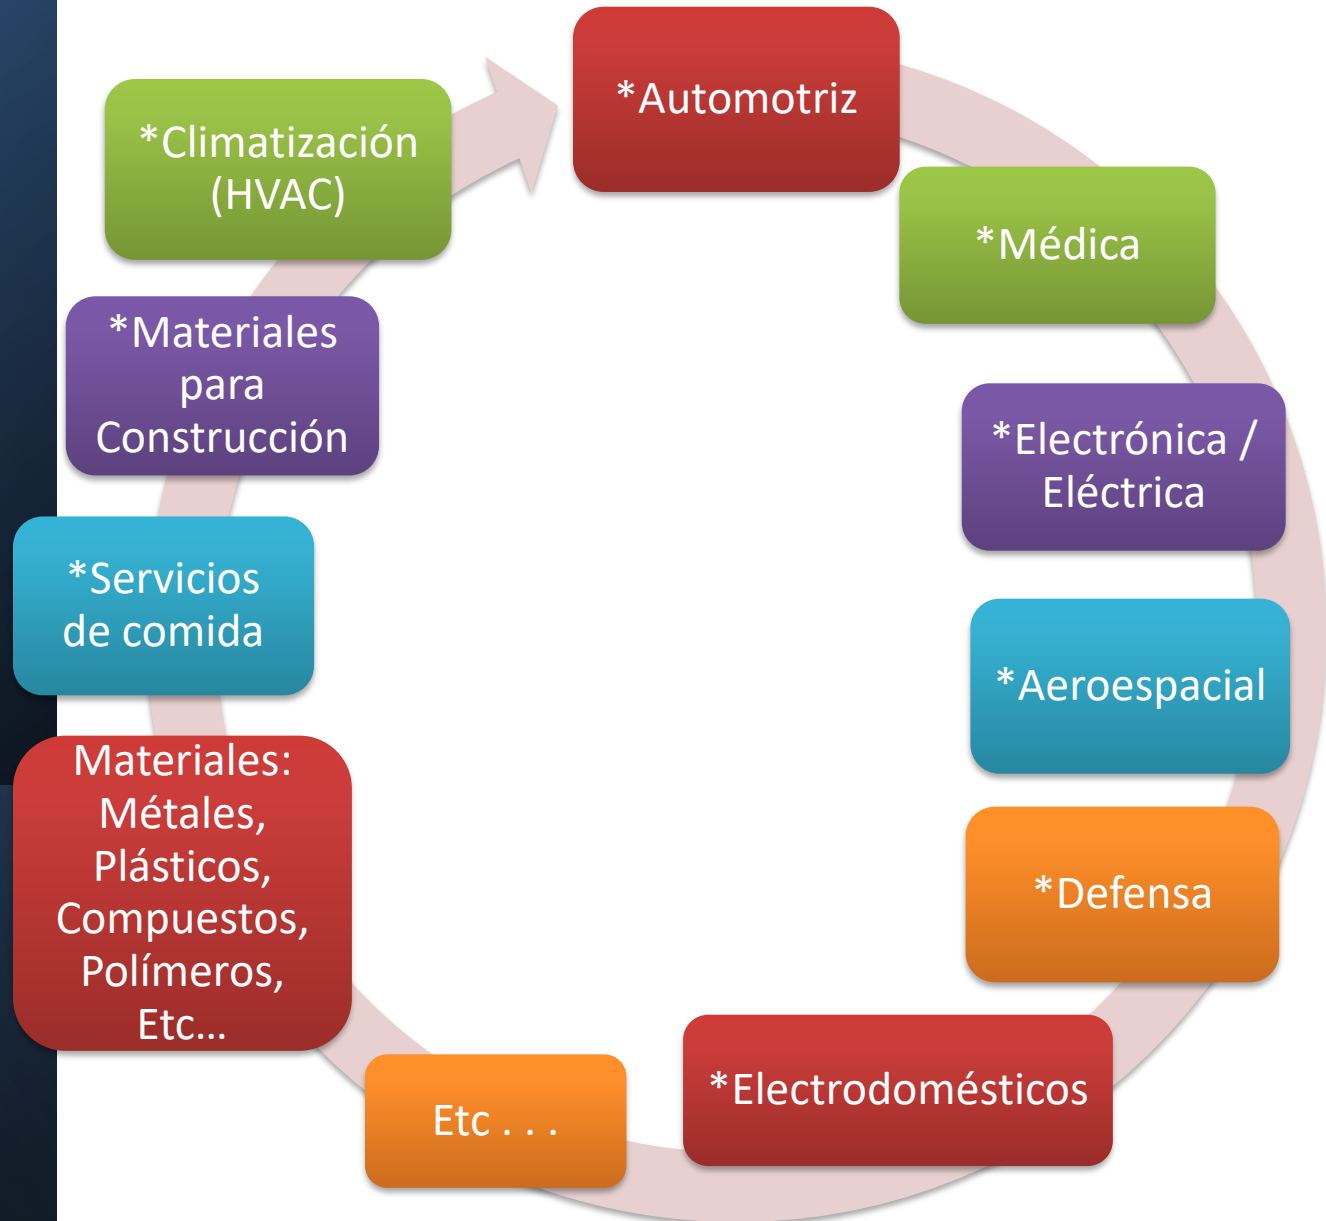 *Automotriz
*Médica
*Electrónica /
Eléctrica
*Aeroespacial
*Defensa
*Electrodomésticos
Etc . . .
Materiales:
Métales,
Plásticos,
Compuestos,
Polímeros,
Etc...
*Servicios
de comida
*Materiales
para
Construcción
*Climatización
(HVAC)